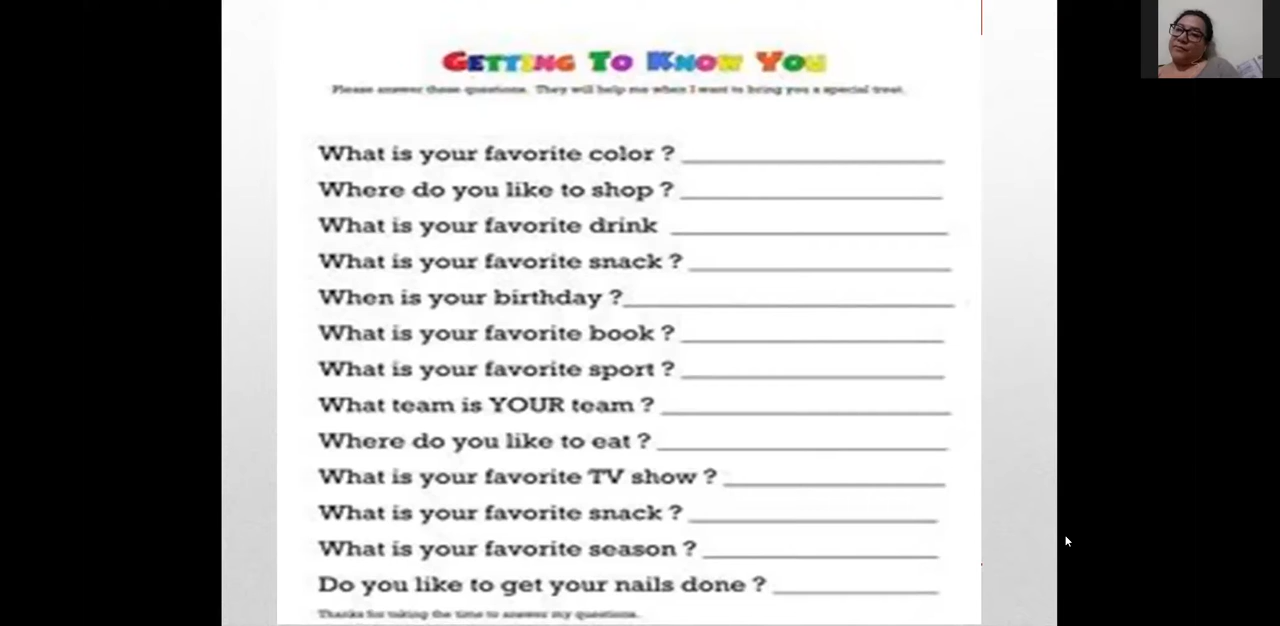 GETTING TO KNOW YOU
Please answer these questions. They will help me when I want to bring you a special treat.
What is your favorite color ?
Where do you like to shop ?
What is your favorite drink
What is your favorite snack ?
When is your birthday ?
What is your favorite book ?
What is your favorite sport ?
What team is YOUR team ?
Where do you like to eat ?
What is your favorite TV show ?
What is your favorite snack ?
What is your favorite season ?
Do you like to get your nails done ?
Thanks for taking the time to answer my questions.